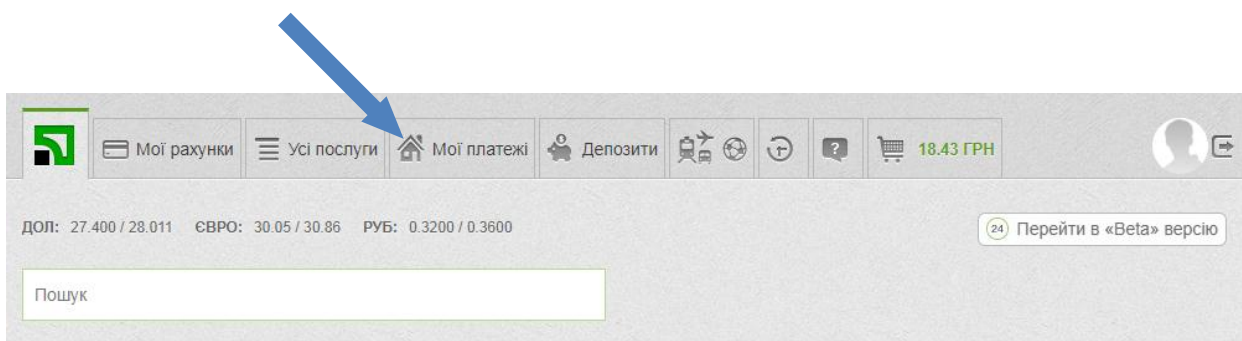 Мої рахунки Усі послуги Мої платежі Депозити ? 18.43 ГРН
ДОЛ: 27.400 / 28.011 ЄВРО: 30.05 / 30.86 РУБ: 0.3200 / 0.3600 24 Перейти в «Beta» версію
Пошук